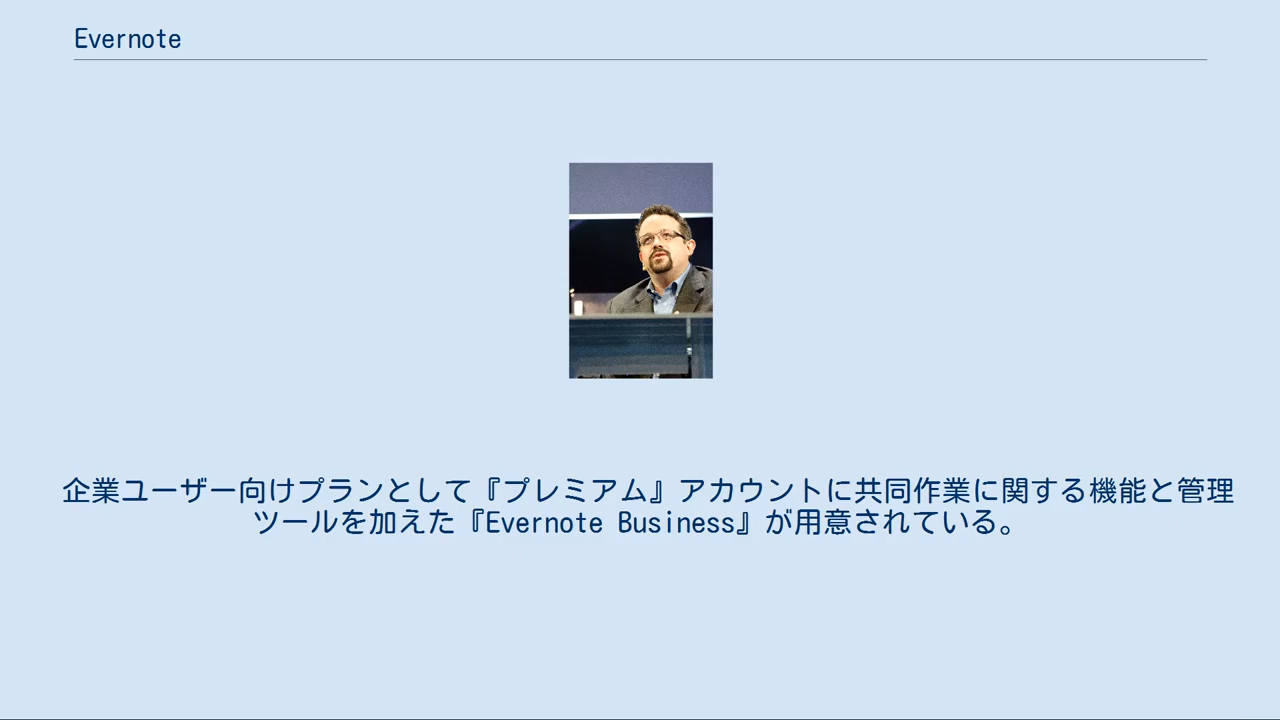 Evernote
企業ユーザー向けプランとして『プレミアム』アカウントに共同作業に関する機能と管理
ツールを加えた『Evernote Business』が用意されている。